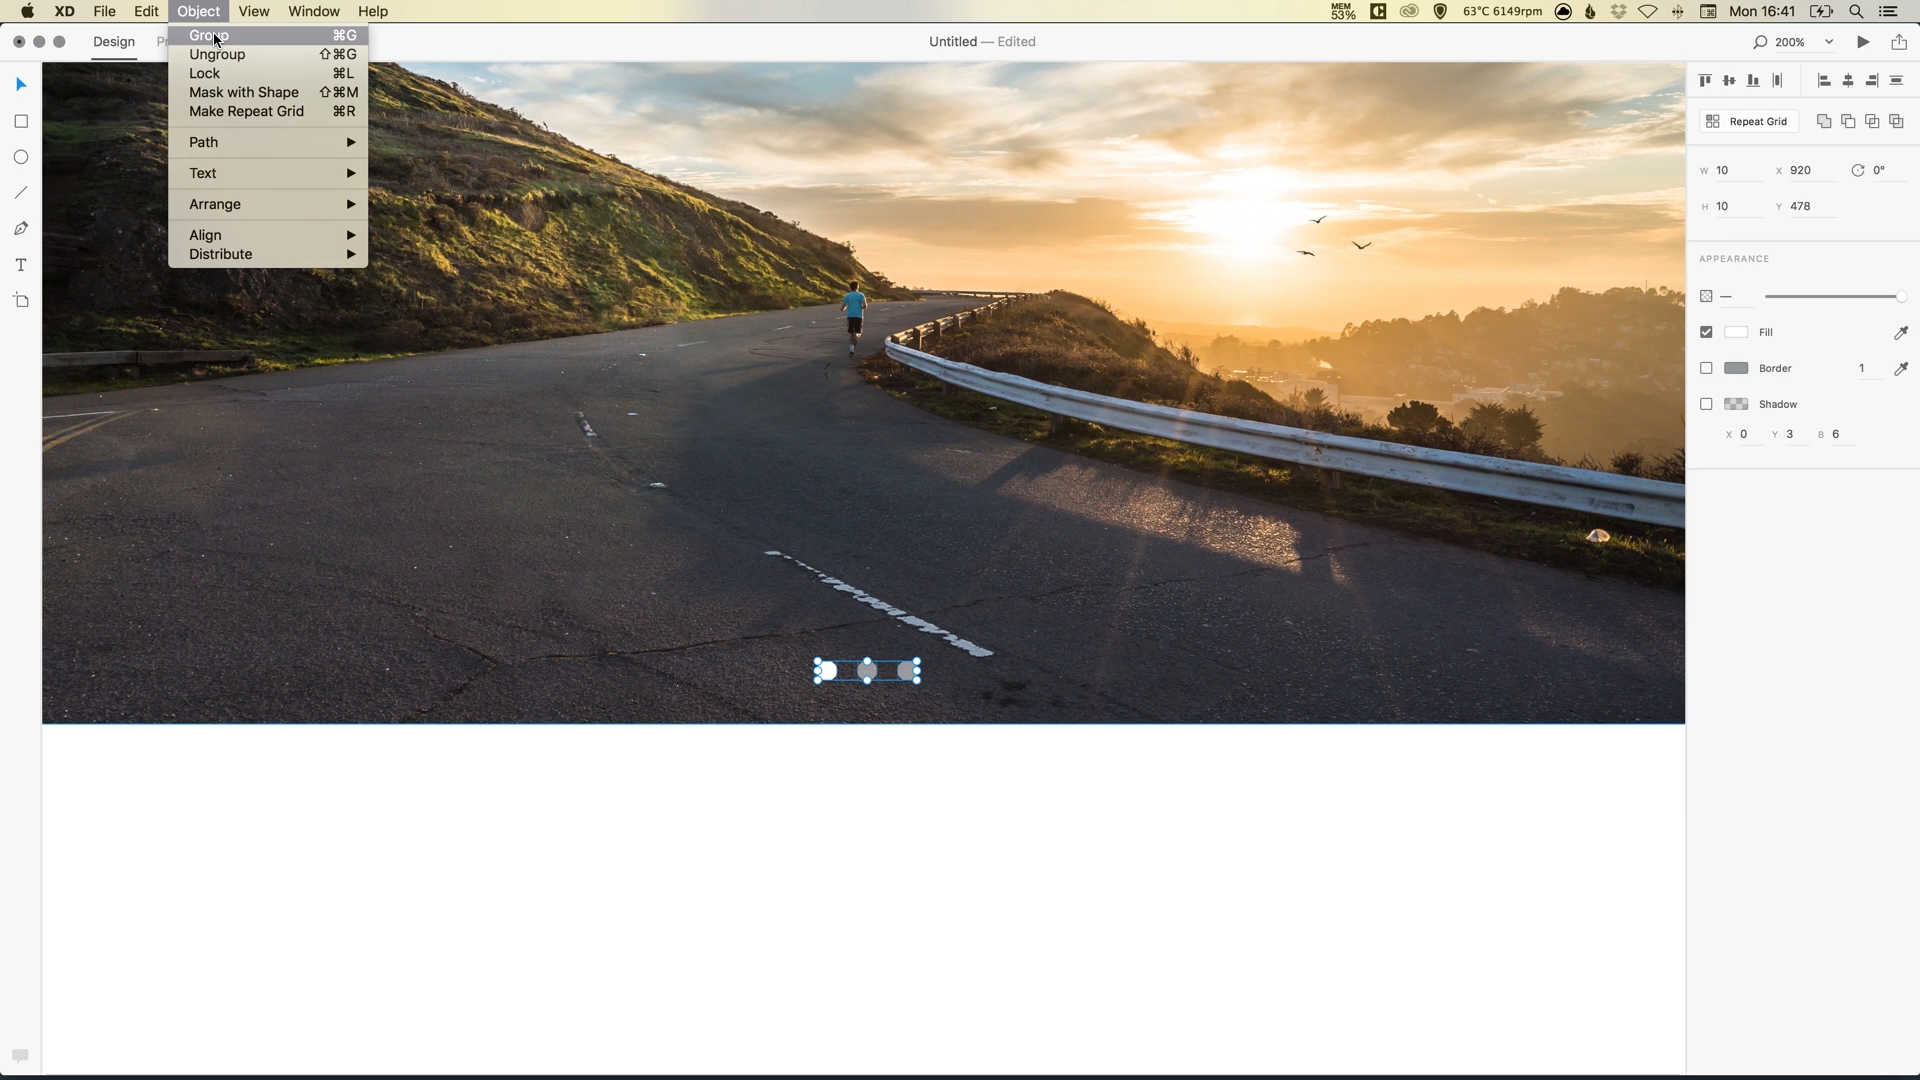 XD File Edit Object View Window Help MEM 53% 63°C 6149rpm Mon 16:41
Design Untitled — Edited 200%
Group ⌘G
Ungroup ⇧⌘G
Lock ⌘L
Mask with Shape ⇧⌘M
Make Repeat Grid ⌘R
Path
Text
Arrange
Align
Distribute
T
Repeat Grid
W 10 X 920 0°
H 10 Y 478
APPEARANCE
Fill
Border 1
Shadow
X 0 Y 3 B 6